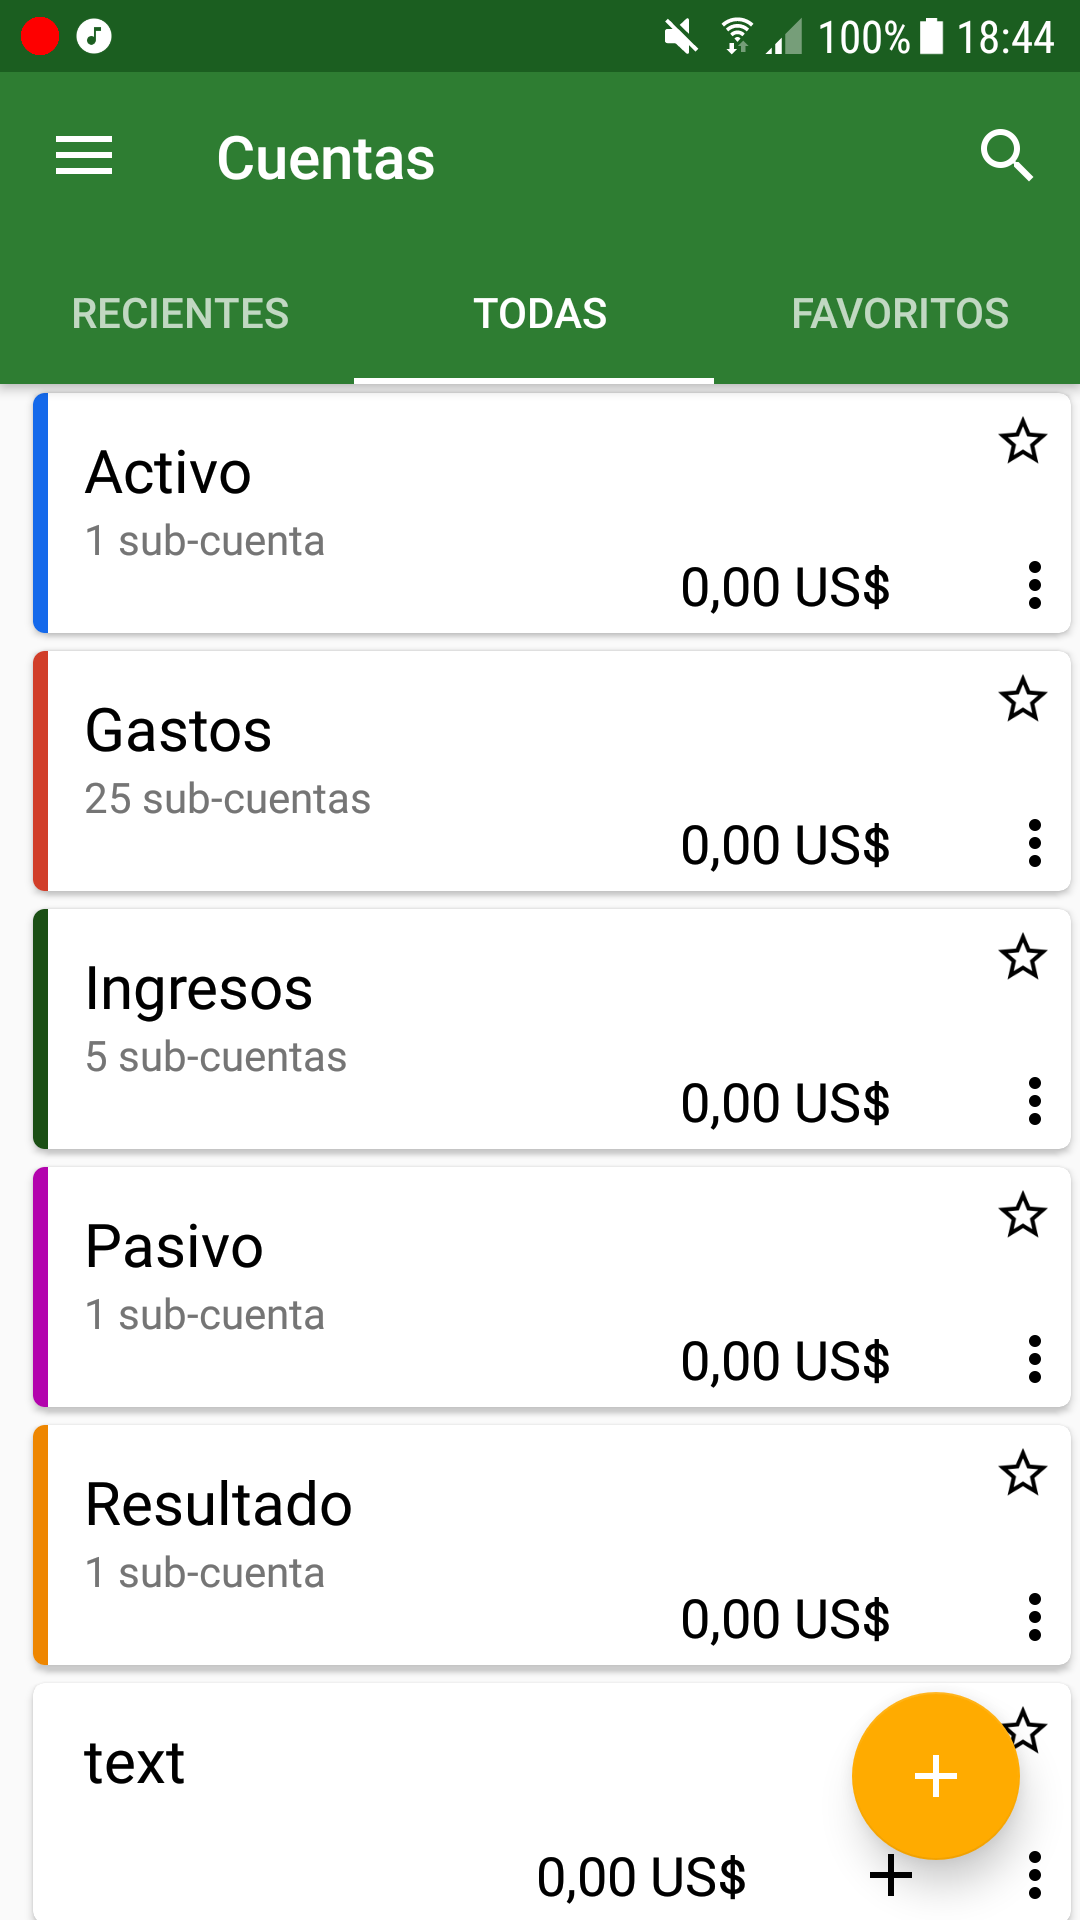 100% 18:44
Cuentas
RECIENTES TODAS FAVORITOS
Activo
1 sub-cuenta
0,00 US$
Gastos
25 sub-cuentas
0,00 US$
Ingresos
5 sub-cuentas
0,00 US$
Pasivo
1 sub-cuenta
0,00 US$
Resultado
1 sub-cuenta
0,00 US$
text
0,00 US$